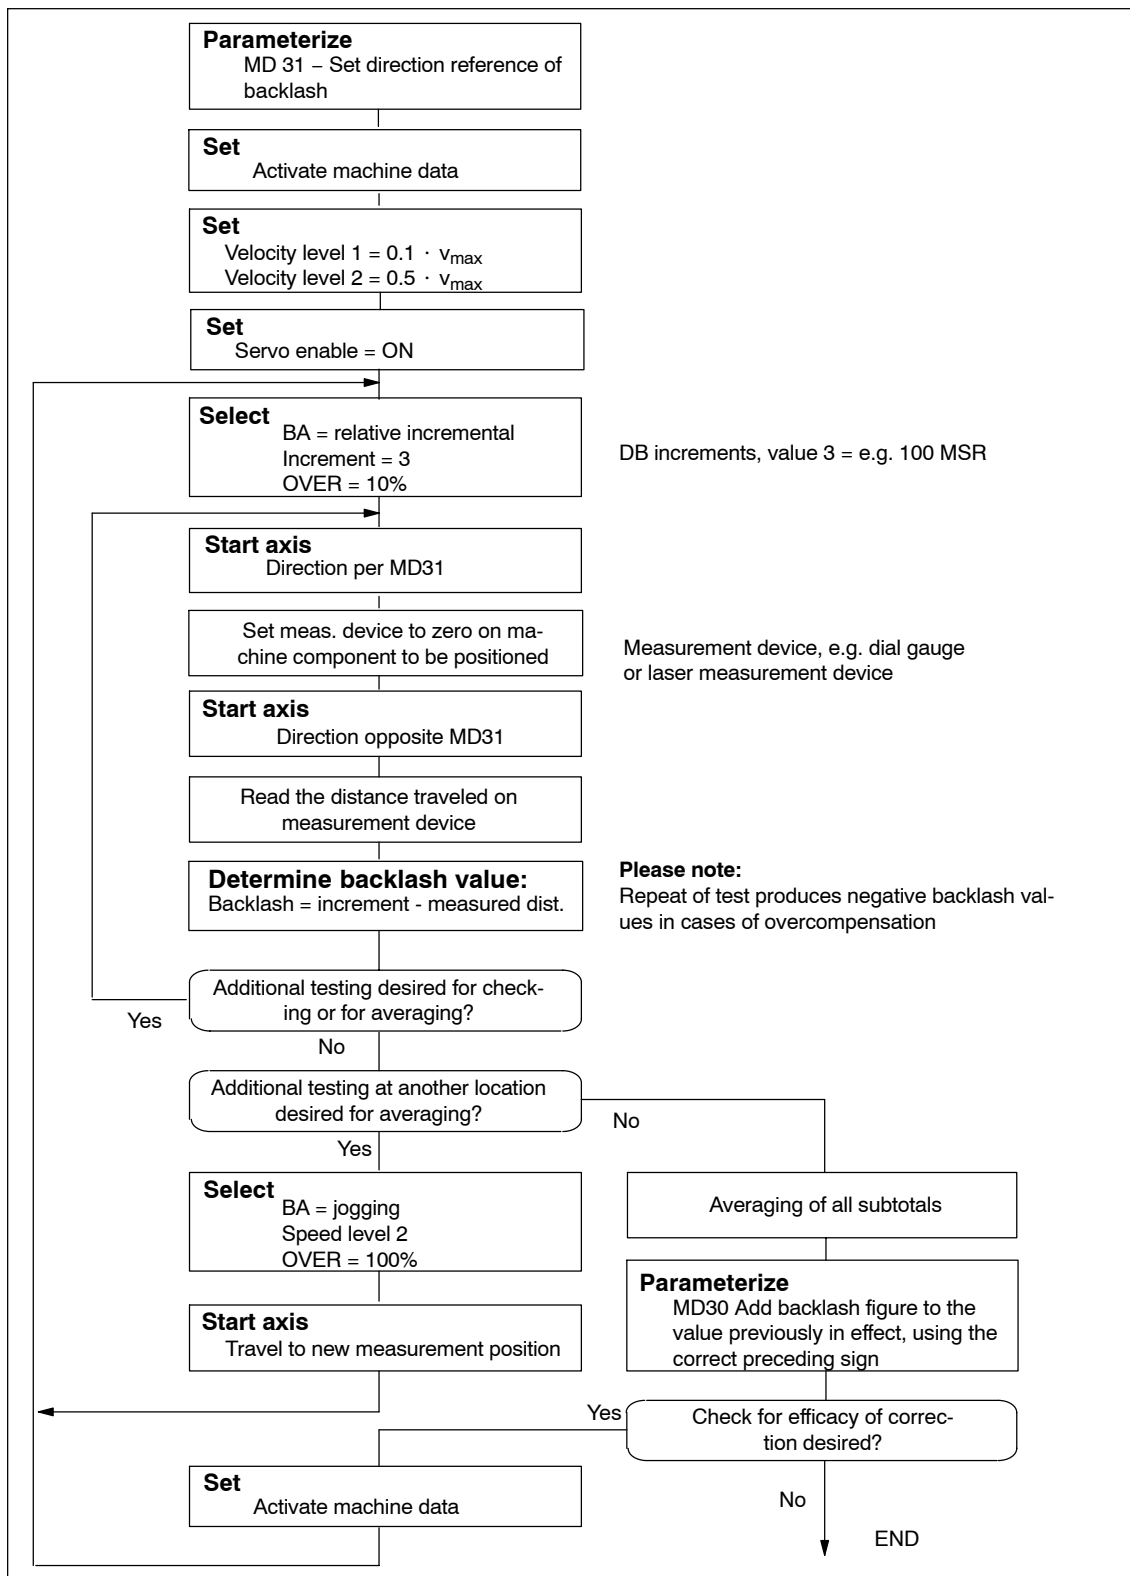 Parameterize
MD 31 – Set direction reference of
backlash
Set
Activate machine data
Set
Velocity level 1 = 0.1 · vmax
Velocity level 2 = 0.5 · vmax
Set
Servo enable = ON
Select
BA = relative incremental
Increment = 3
OVER = 10%
DB increments, value 3 = e.g. 100 MSR
Start axis
Direction per MD31
Set meas. device to zero on ma-
chine component to be positioned
Measurement device, e.g. dial gauge
or laser measurement device
Start axis
Direction opposite MD31
Read the distance traveled on
measurement device
Determine backlash value:
Backlash = increment - measured dist.
Please note:
Repeat of test produces negative backlash val-
ues in cases of overcompensation
Additional testing desired for check-
ing or for averaging?
Yes
No
Additional testing at another location
desired for averaging?
No
Yes
Select
BA = jogging
Speed level 2
OVER = 100%
Averaging of all subtotals
Start axis
Travel to new measurement position
Parameterize
MD30 Add backlash figure to the
value previously in effect, using the
correct preceding sign
Yes
Check for efficacy of correc-
tion desired?
Set
Activate machine data
No
END